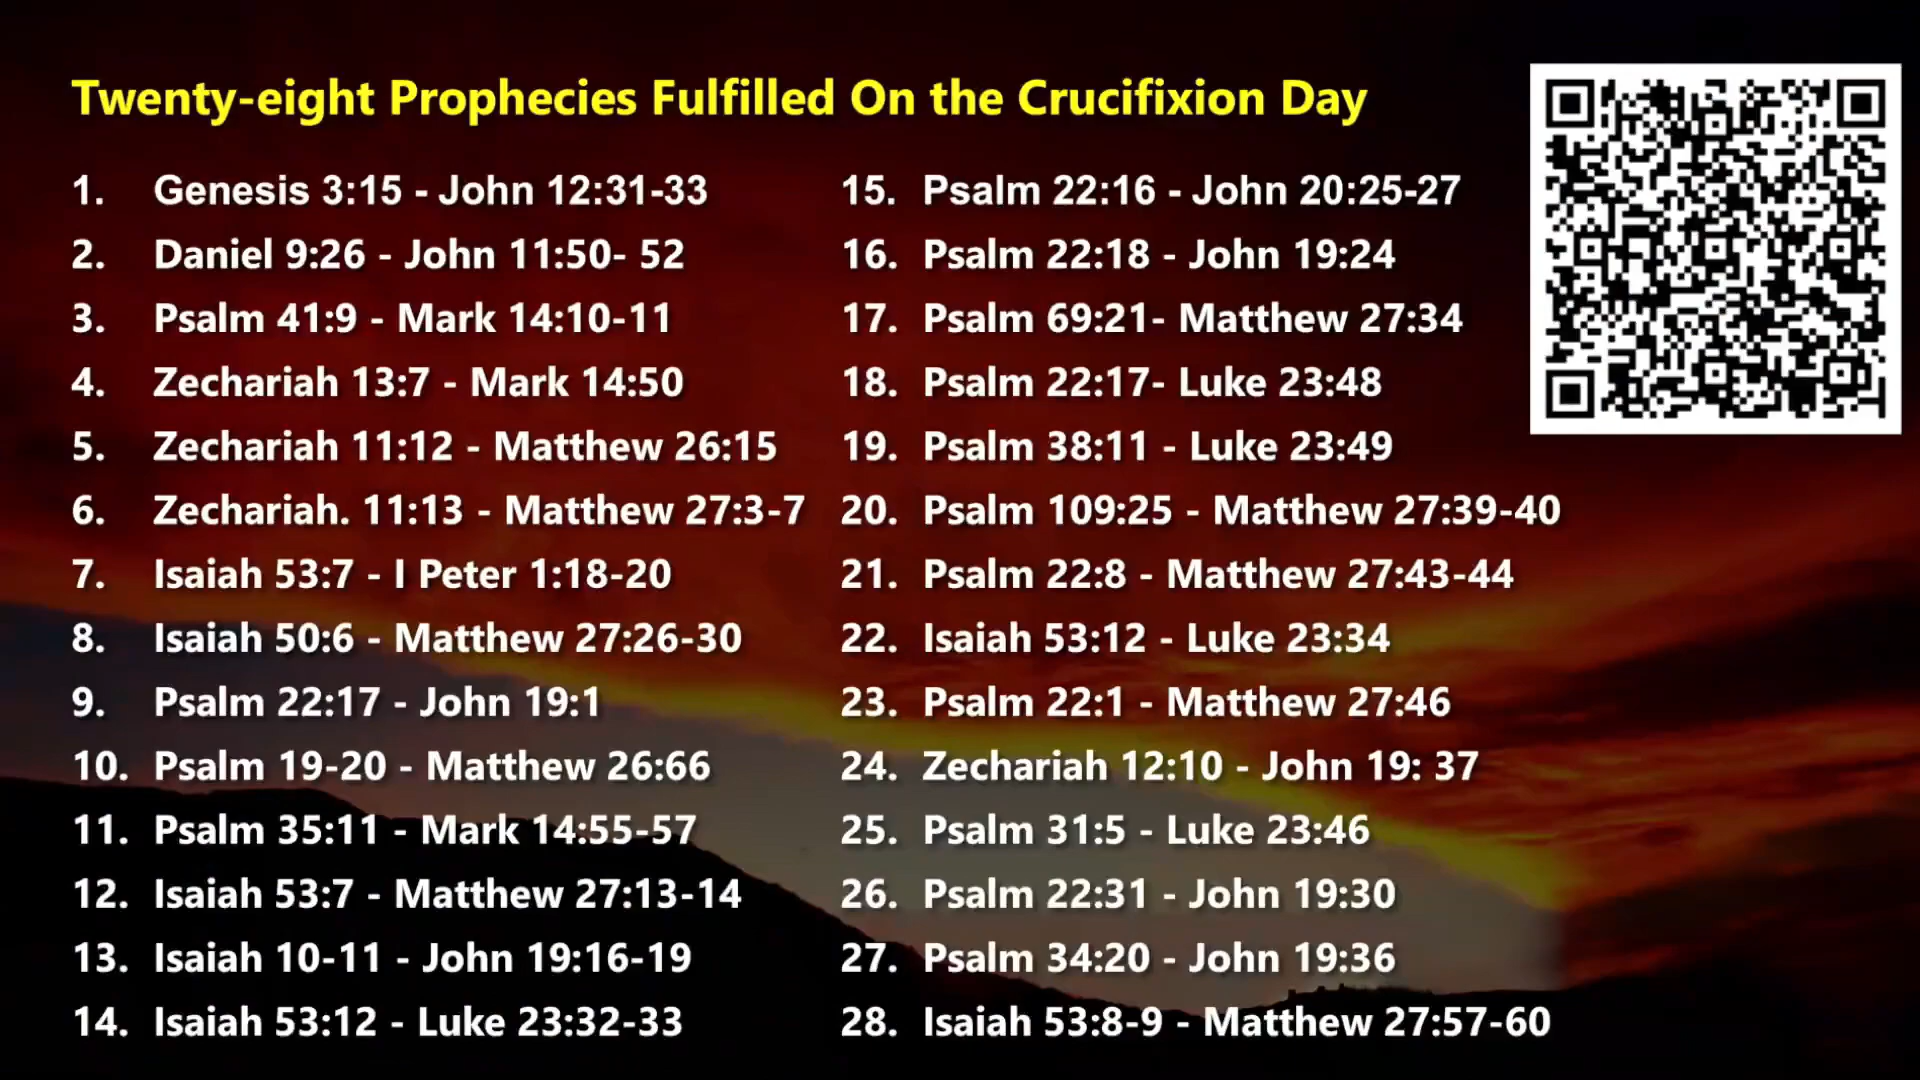 Twenty-eight Prophecies Fulfilled On the Crucifixion Day
1. Genesis 3:15 - John 12:31-33
2. Daniel 9:26 - John 11:50- 52
3. Psalm 41:9 - Mark 14:10-11
4. Zechariah 13:7 - Mark 14:50
5. Zechariah 11:12 - Matthew 26:15
6. Zechariah. 11:13 - Matthew 27:3-7
7. Isaiah 53:7 - I Peter 1:18-20
8. Isaiah 50:6 - Matthew 27:26-30
9. Psalm 22:17 - John 19:1
10. Psalm 19-20 - Matthew 26:66
11. Psalm 35:11 - Mark 14:55-57
12. Isaiah 53:7 - Matthew 27:13-14
13. Isaiah 10-11 - John 19:16-19
14. Isaiah 53:12 - Luke 23:32-33
15. Psalm 22:16 - John 20:25-27
16. Psalm 22:18 - John 19:24
17. Psalm 69:21- Matthew 27:34
18. Psalm 22:17- Luke 23:48
19. Psalm 38:11 - Luke 23:49
20. Psalm 109:25 - Matthew 27:39-40
21. Psalm 22:8 - Matthew 27:43-44
22. Isaiah 53:12 - Luke 23:34
23. Psalm 22:1 - Matthew 27:46
24. Zechariah 12:10 - John 19: 37
25. Psalm 31:5 - Luke 23:46
26. Psalm 22:31 - John 19:30
27. Psalm 34:20 - John 19:36
28. Isaiah 53:8-9 - Matthew 27:57-60